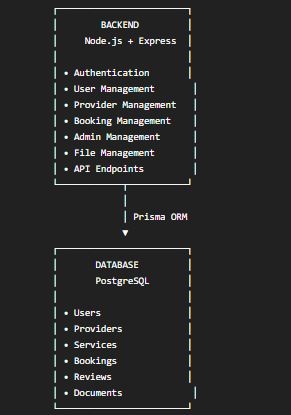 BACKEND
Node.js + Express
• Authentication
• User Management
• Provider Management
• Booking Management
• Admin Management
• File Management
• API Endpoints
Prisma ORM
▼
DATABASE
PostgreSQL
• Users
• Providers
• Services
• Bookings
• Reviews
• Documents